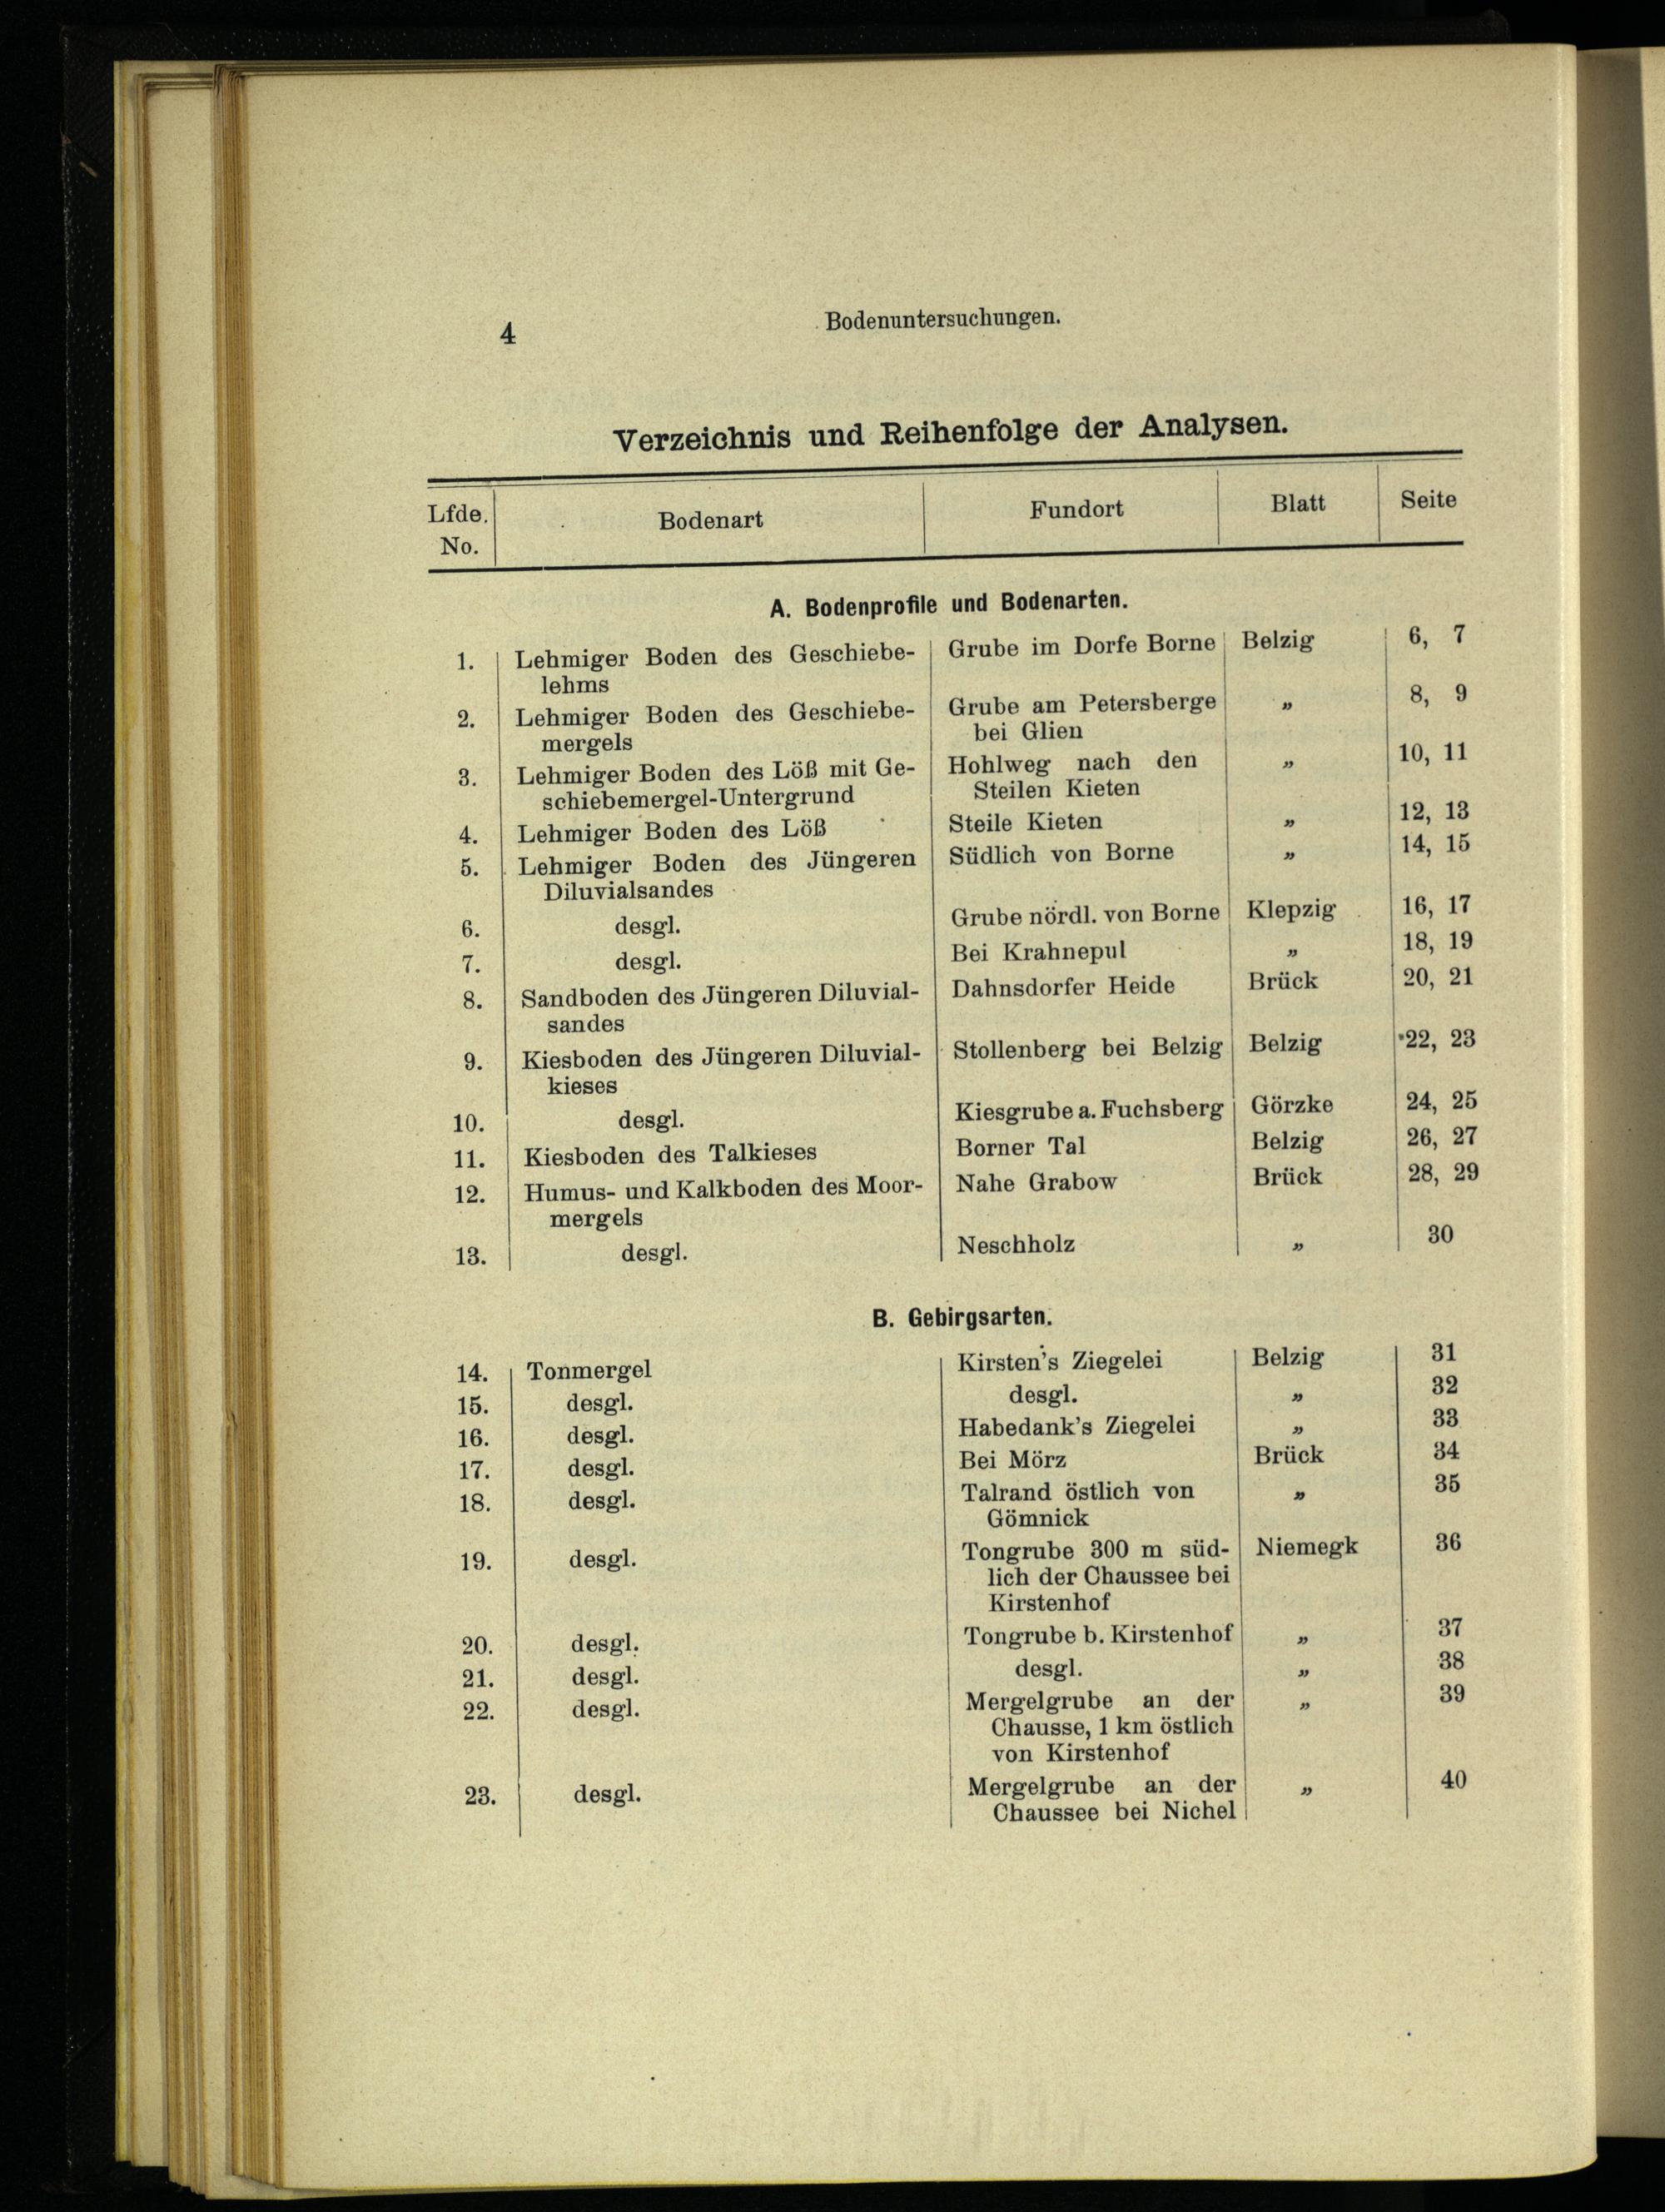 4 Bodenuntersuchungen.
Verzeichnis und Reihenfolge der Analysen.
Lfde. No. Bodenart Fundort Blatt Seite
A. Bodenprofile und Bodenarten.
1. Lehmiger Boden des Geschiebe- Grube im Dorfe Borne Belzig 6, 7
lehms
2. Lehmiger Boden des Geschiebe- Grube am Petersberge „ 8, 9
mergels bei Glien
3. Lehmiger Boden des Löß mit Ge- Hohlweg nach den „ 10, 11
schiebemergel-Untergrund Steilen Kieten
4. Lehmiger Boden des Löß Steile Kieten „ 12, 13
5. Lehmiger Boden des Jüngeren Südlich von Borne „ 14, 15
Diluvialsandes
6. desgl. Grube nördl. von Borne Klepzig 16, 17
7. desgl. Bei Krahnepul „ 18, 19
8. Sandboden des Jüngeren Diluvial- Dahnsdorfer Heide Brück 20, 21
sandes
9. Kiesboden des Jüngeren Diluvial- Stollenberg bei Belzig Belzig 22, 23
kieses
10. desgl. Kiesgrube a. Fuchsberg Görzke 24, 25
11. Kiesboden des Talkieses Borner Tal Belzig 26, 27
12. Humus- und Kalkboden des Moor- Nahe Grabow Brück 28, 29
mergels
13. desgl. Neschholz „ 30
B. Gebirgsarten.
14. Tonmergel Kirsten's Ziegelei Belzig 31
15. desgl. desgl. „ 32
16. desgl. Habedank's Ziegelei „ 33
17. desgl. Bei Mörz Brück 34
18. desgl. Talrand östlich von „ 35
Gömnick
19. desgl. Tongrube 300 m süd- Niemegk 36
lich der Chaussee bei
Kirstenhof
20. desgl. Tongrube b. Kirstenhof „ 37
21. desgl. desgl. „ 38
22. desgl. Mergelgrube an der „ 39
Chausse, 1 km östlich
von Kirstenhof
23. desgl. Mergelgrube an der „ 40
Chaussee bei Nichel